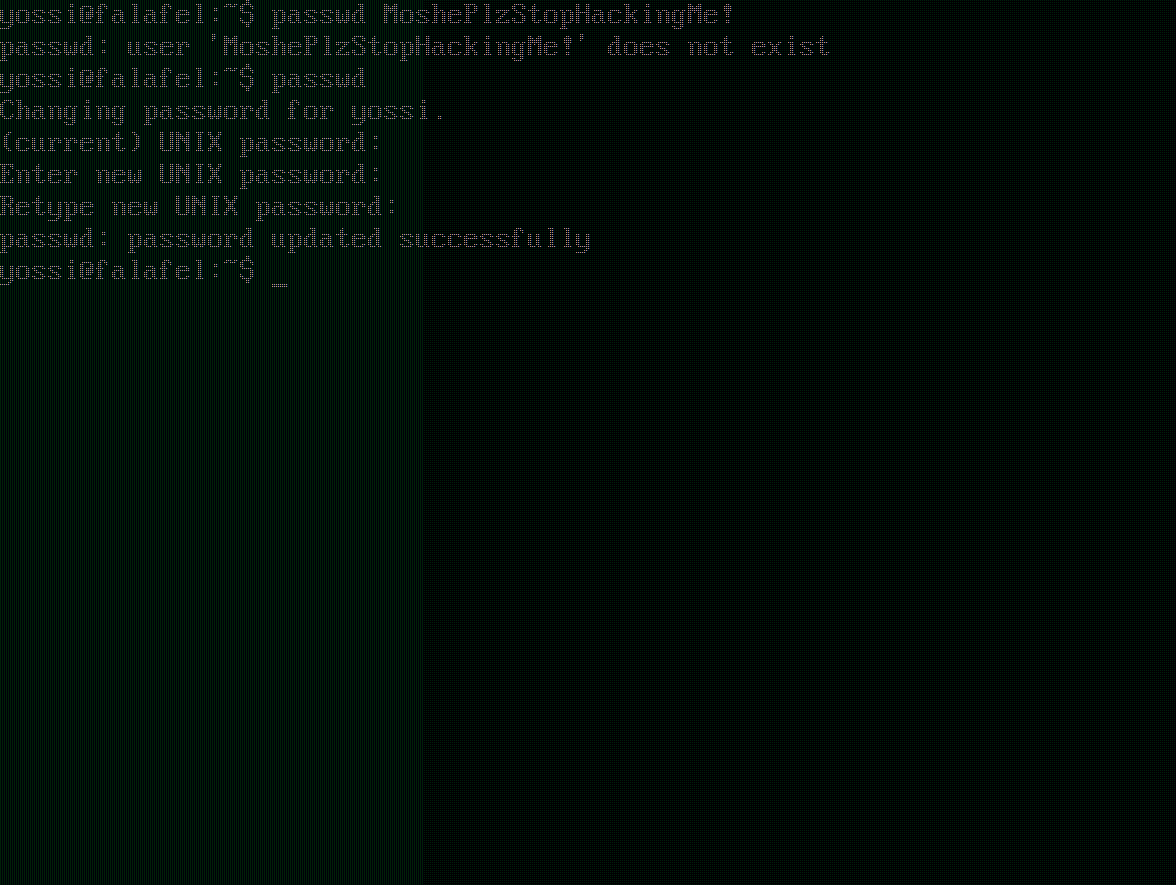 yossi@falafel:~$ passwd MoshePlzStopHackingMe!
passwd: user 'MoshePlzStopHackingMe!' does not exist
yossi@falafel:~$ passwd
Changing password for yossi.
(current) UNIX password:
Enter new UNIX password:
Retype new UNIX password:
passwd: password updated successfully
yossi@falafel:~$ _